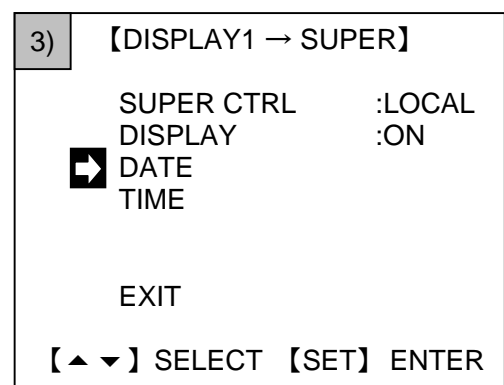 3) 【DISPLAY1 → SUPER】
SUPER CTRL :LOCAL
DISPLAY :ON
DATE
TIME
EXIT
【▲ ▼】 SELECT 【SET】 ENTER